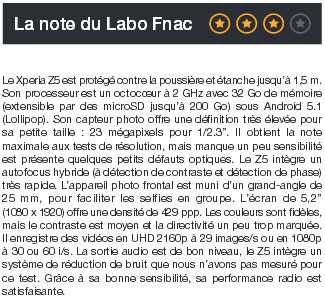 La note du Labo Fnac
Le Xperia Z5 est protégé contre la poussière et étanche jusqu'à 1,5 m.
Son processeur est un octocœur à 2 GHz avec 32 Go de mémoire
(extensible par des microSD jusqu'à 200 Go) sous Android 5.1
(Lollipop). Son capteur photo offre une définition très élevée pour
sa petite taille : 23 mégapixels pour 1/2.3". Il obtient la note
maximale aux tests de résolution, mais manque un peu sensibilité
est présente quelques petits défauts optiques. Le Z5 intègre un
autofocus hybride (à détection de contraste et détection de phase)
très rapide. L'appareil photo frontal est muni d'un grand-angle de
25 mm, pour faciliter les selfies en groupe. L'écran de 5,2"
(1080 x 1920) offre une densité de 429 ppp. Les couleurs sont fidèles,
mais le contraste est moyen et la directivité un peu trop marquée.
Il enregistre des vidéos en UHD 2160p à 29 images/s ou en 1080p
à 30 ou 60 i/s. La sortie audio est de bon niveau, le Z5 intègre un
système de réduction de bruit que nous n'avons pas mesuré pour
ce test. Grâce à sa bonne sensibilité, sa performance radio est
satisfaisante.